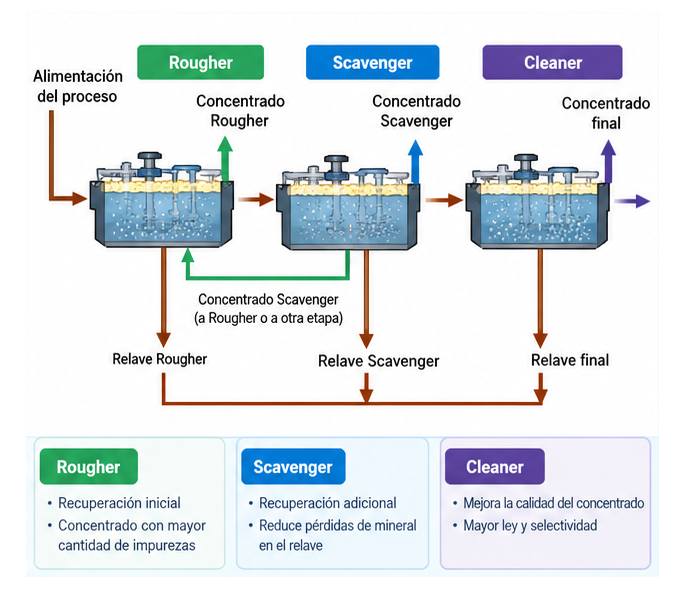 Rougher
Scavenger
Cleaner
Alimentación
del proceso
Concentrado
Rougher
Concentrado
Scavenger
Concentrado
final
Concentrado Scavenger
(a Rougher o a otra etapa)
Relave Rougher
Relave Scavenger
Relave final
Rougher
• Recuperación inicial
• Concentrado con mayor
cantidad de impurezas
Scavenger
• Recuperación adicional
• Reduce pérdidas de mineral
en el relave
Cleaner
• Mejora la calidad del concentrado
• Mayor ley y selectividad